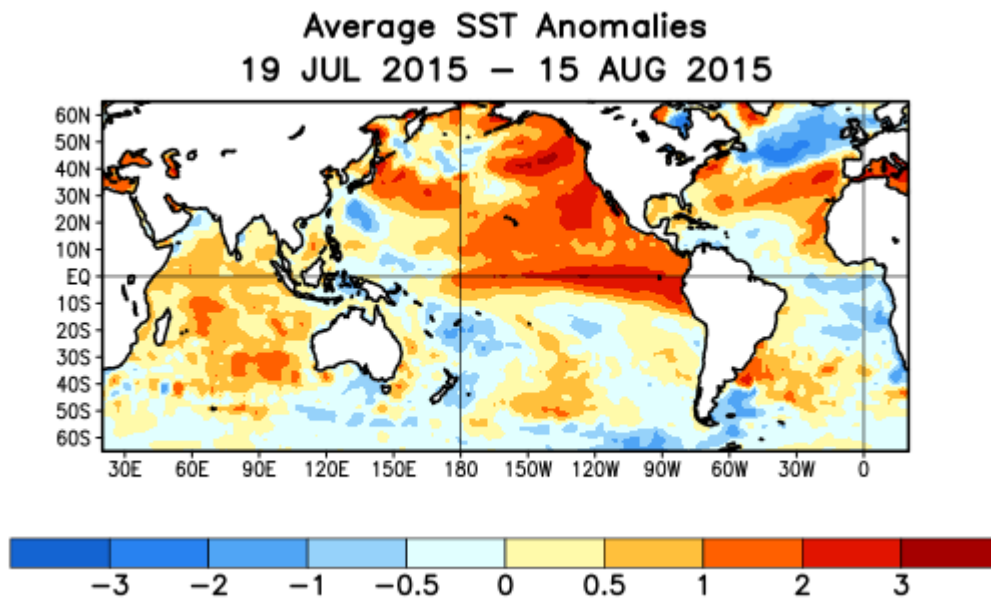 Average SST Anomalies
19 JUL 2015 – 15 AUG 2015
60N
50N
40N
30N
20N
10N
EQ
10S
20S
30S
40S
50S
60S
30E 60E 90E 120E 150E 180 150W 120W 90W 60W 30W 0
−3 −2 −1 −0.5 0 0.5 1 2 3